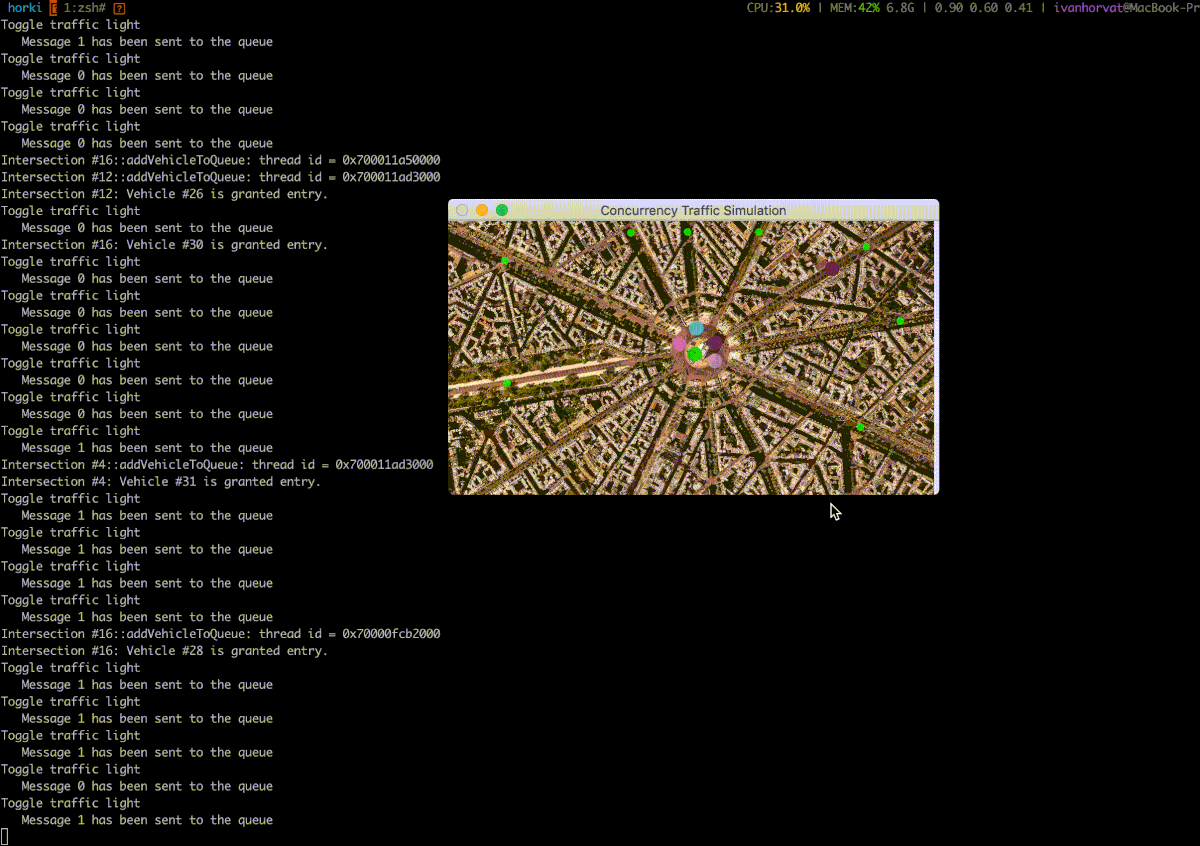 horki [ 1:zsh# ?
CPU:31.0% | MEM:42% 6.8G | 0.90 0.60 0.41 | ivanhorvat@MacBook-Pr
Toggle traffic light
Message 1 has been sent to the queue
Toggle traffic light
Message 0 has been sent to the queue
Toggle traffic light
Message 0 has been sent to the queue
Toggle traffic light
Message 0 has been sent to the queue
Intersection #16::addVehicleToQueue: thread id = 0x700011a50000
Intersection #12::addVehicleToQueue: thread id = 0x700011ad3000
Intersection #12: Vehicle #26 is granted entry.
Toggle traffic light
Message 0 has been sent to the queue
Intersection #16: Vehicle #30 is granted entry.
Toggle traffic light
Message 0 has been sent to the queue
Toggle traffic light
Message 0 has been sent to the queue
Toggle traffic light
Message 0 has been sent to the queue
Toggle traffic light
Message 0 has been sent to the queue
Toggle traffic light
Message 0 has been sent to the queue
Toggle traffic light
Message 1 has been sent to the queue
Intersection #4::addVehicleToQueue: thread id = 0x700011ad3000
Intersection #4: Vehicle #31 is granted entry.
Toggle traffic light
Message 1 has been sent to the queue
Toggle traffic light
Message 1 has been sent to the queue
Toggle traffic light
Message 1 has been sent to the queue
Toggle traffic light
Message 1 has been sent to the queue
Intersection #16::addVehicleToQueue: thread id = 0x70000fcb2000
Intersection #16: Vehicle #28 is granted entry.
Toggle traffic light
Message 1 has been sent to the queue
Toggle traffic light
Message 1 has been sent to the queue
Toggle traffic light
Message 1 has been sent to the queue
Toggle traffic light
Message 0 has been sent to the queue
Toggle traffic light
Message 1 has been sent to the queue
Concurrency Traffic Simulation